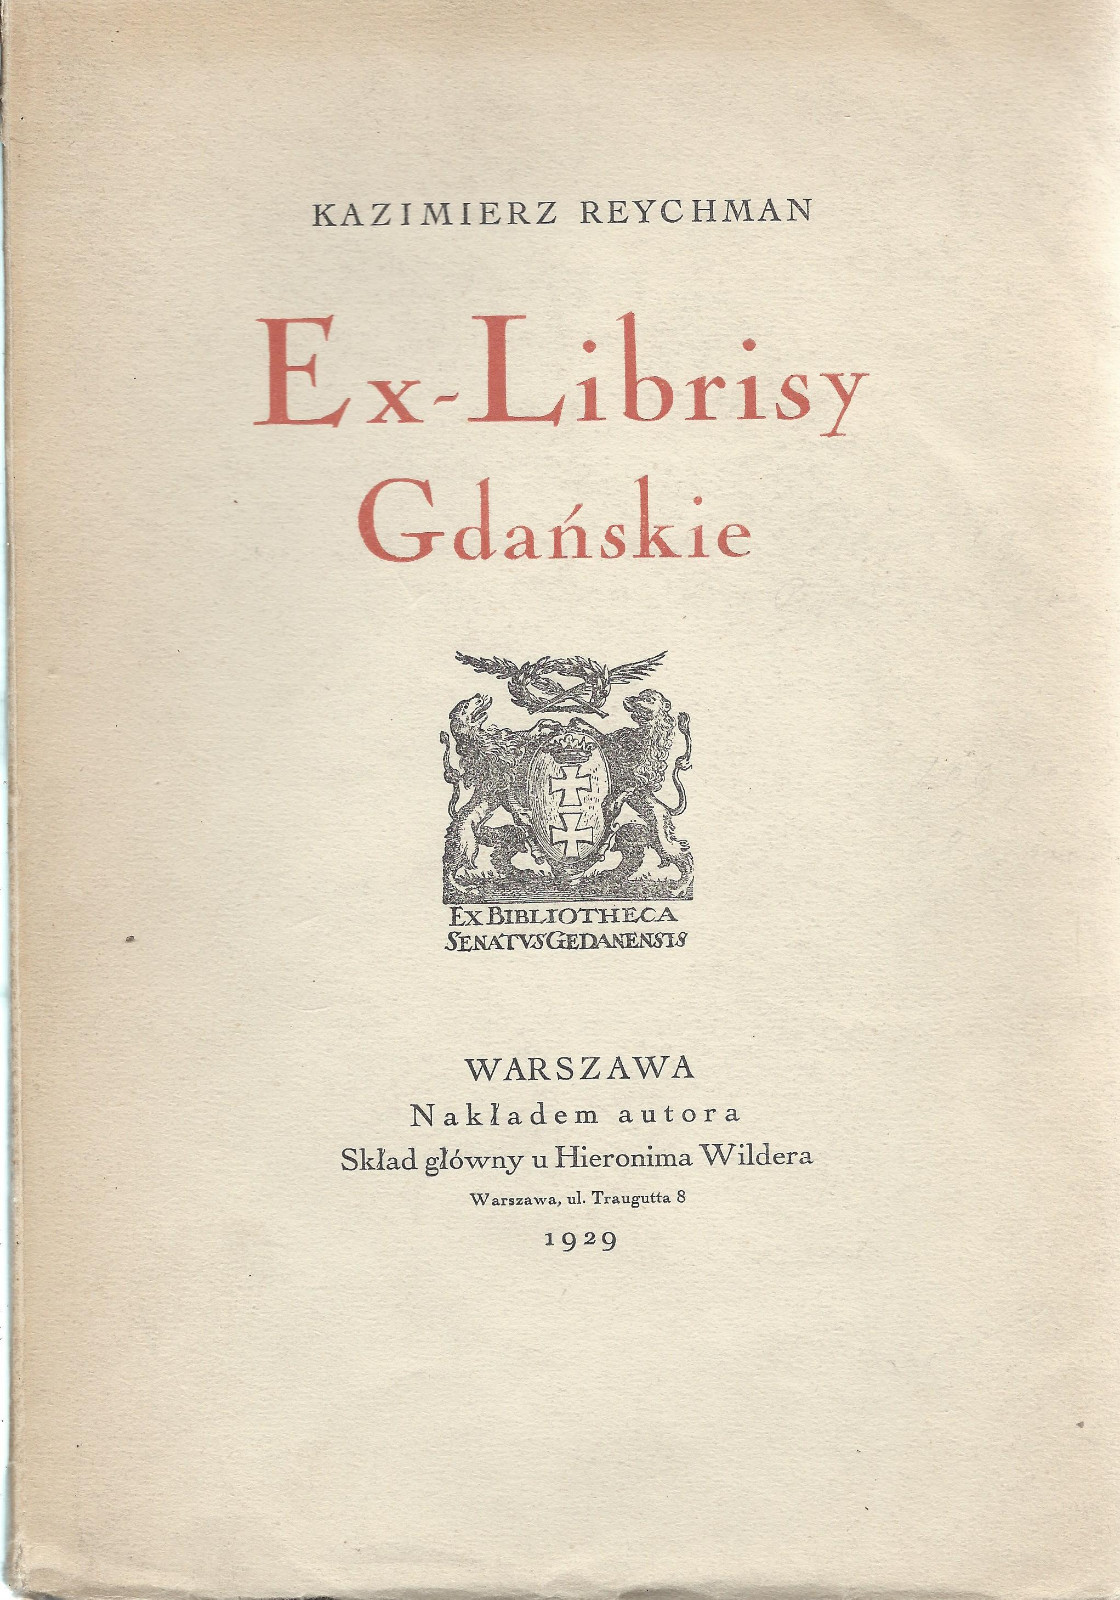 KAZIMIERZ REYCHMAN
Ex-Librisy
Gdańskie
EX BIBLIOTHECA
SENATVS GEDANENSIS
WARSZAWA
Nakładem autora
Skład główny u Hieronima Wildera
Warszawa, ul. Traugutta 8
1929